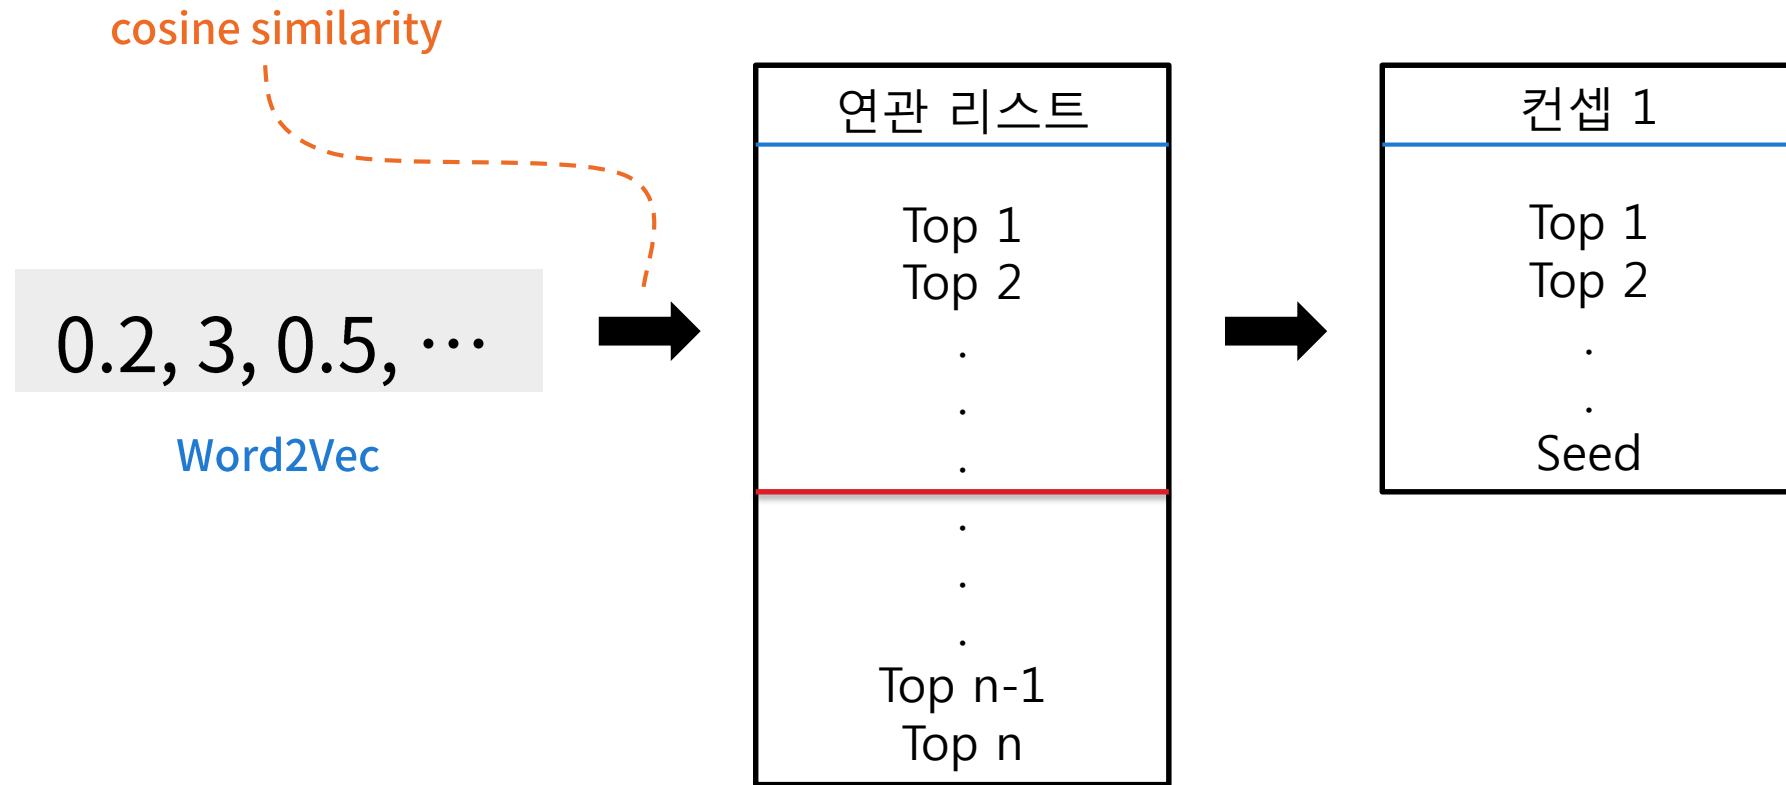 cosine similarity
0.2, 3, 0.5, …
Word2Vec
연관 리스트
Top 1
Top 2
.
.
.
.
.
.
Top n-1
Top n
컨셉 1
Top 1
Top 2
.
.
Seed